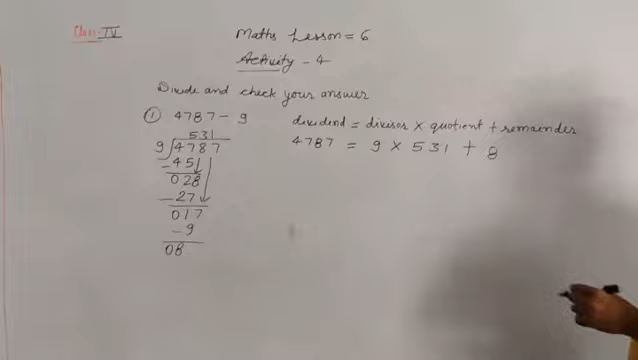 Class-IV
Maths Lesson = 6
Activity - 4
Divide and check your answer
① 4787 - 9
dividend = divisor × quotient + remainder
4787 = 9 × 531 + 8
531
9)4787
-45
028
-27
017
-9
08